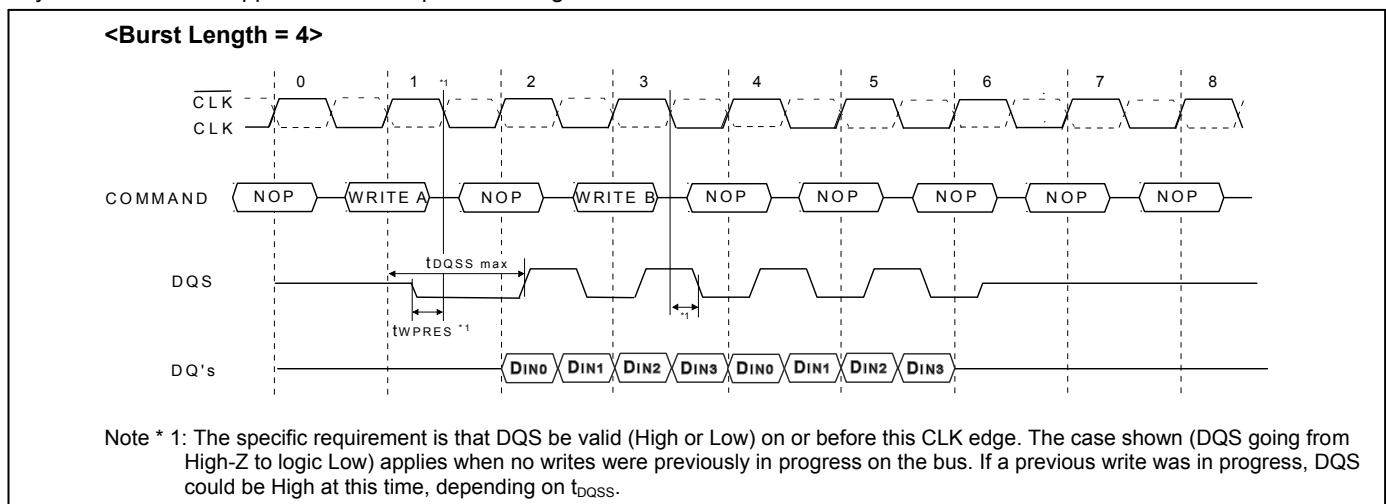 <Burst Length = 4>
0 1 *1 2 3 4 5 6 7 8
CLK
CLK
COMMAND NOP WRITE A NOP WRITE B NOP NOP NOP NOP NOP
tDQSS max
DQS
*1
tWPRES *1
DQ's DIN0 DIN1 DIN2 DIN3 DIN0 DIN1 DIN2 DIN3
Note * 1: The specific requirement is that DQS be valid (High or Low) on or before this CLK edge. The case shown (DQS going from
High-Z to logic Low) applies when no writes were previously in progress on the bus. If a previous write was in progress, DQS
could be High at this time, depending on tDQSS.